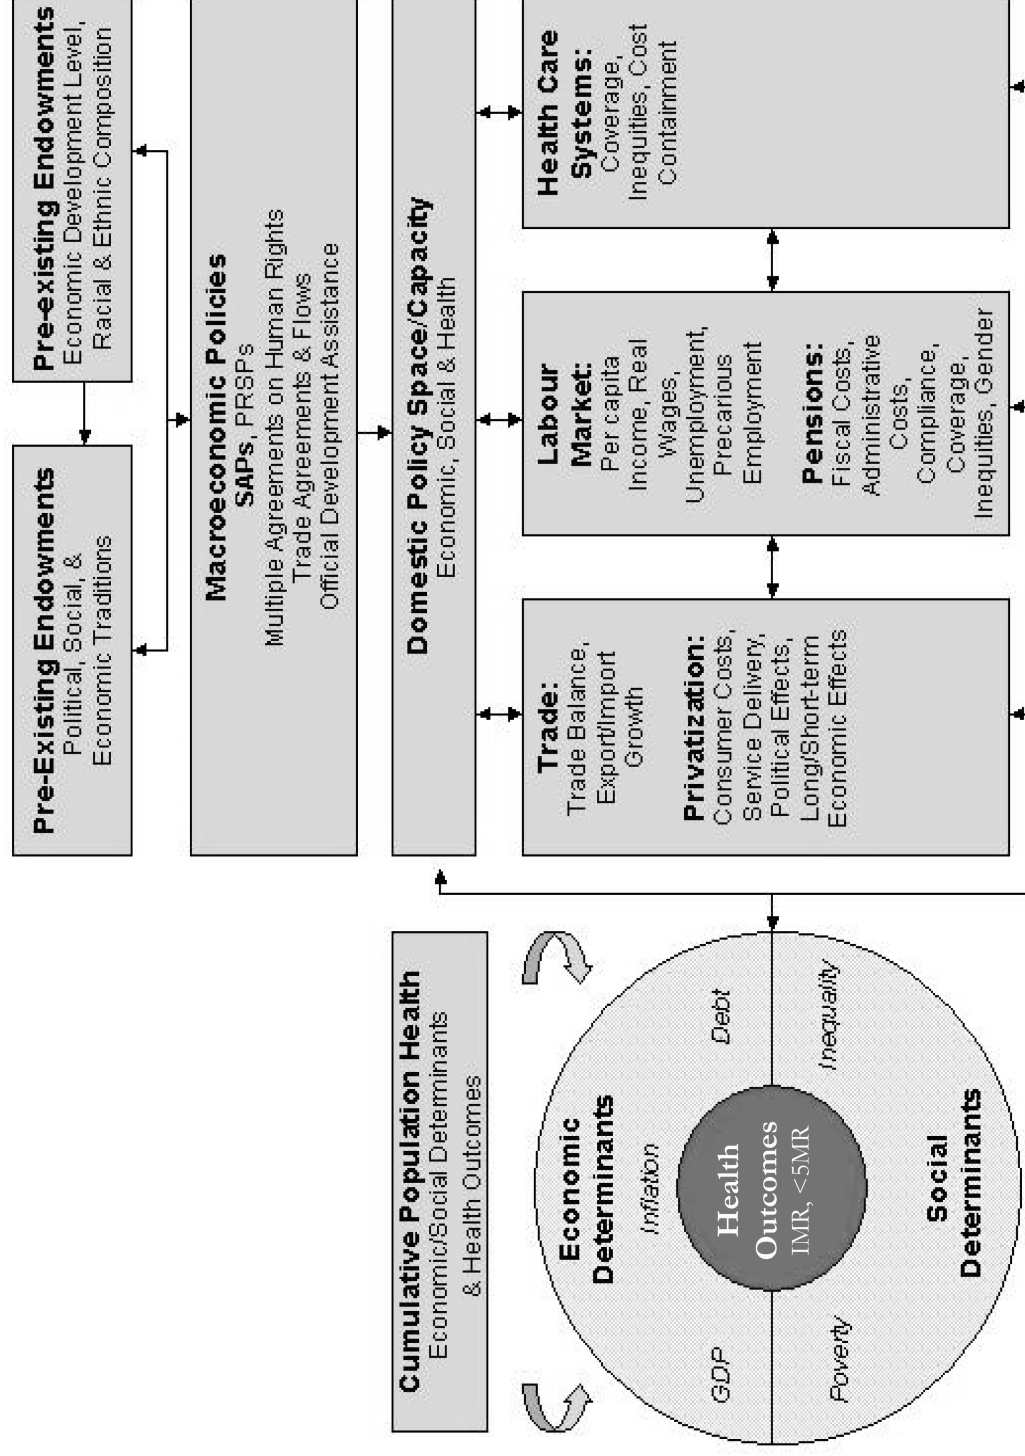 Pre-Existing Endowments
Political, Social, &
Economic Traditions
Pre-existing Endowments
Economic Development Level,
Racial & Ethnic Composition
Macroeconomic Policies
SAPs, PRSPs
Multiple Agreements on Human Rights
Trade Agreements & Flows
Official Development Assistance
Domestic Policy Space/Capacity
Economic, Social & Health
Trade:
Trade Balance,
Export/Import
Growth
Privatization:
Consumer Costs,
Service Delivery,
Political Effects,
Long/Short-term
Economic Effects
Labour
Market:
Per capita
Income, Real
Wages,
Unemployment,
Precarious
Employment
Pensions:
Fiscal Costs,
Administrative
Costs,
Compliance,
Coverage,
Inequities, Gender
Health Care
Systems:
Coverage,
Inequities, Cost
Containment
Cumulative Population Health
Economic/Social Determinants
& Health Outcomes
Economic
Determinants
Inflation
GDP
Debt
Health
Outcomes
IMR, <5MR
Poverty
Inequality
Social
Determinants